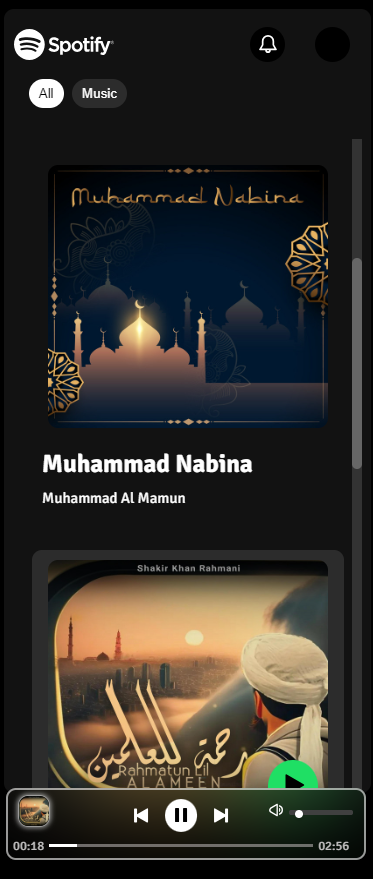 Spotify
All
Music
Muhammad Nabina
Muhammad Nabina
Muhammad Al Mamun
Shakir Khan Rahmani
رحمة للعالمين
Rahmatun Lil
ALAMEEN
00:18
02:56